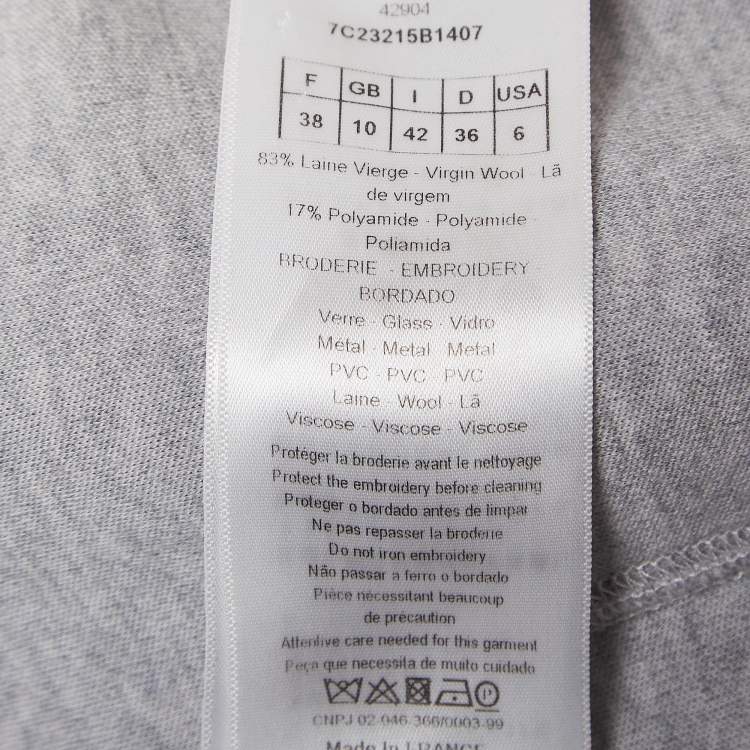 42904
7C23215B1407
F GB I D USA
38 10 42 36 6
83% Laine Vierge - Virgin Wool - Lã
de virgem
17% Polyamide - Polyamide -
Poliamida
BRODERIE - EMBROIDERY -
BORDADO
Verre - Glass - Vidro
Métal - Metal Metal
PVC - PVC - PVC
Laine - Wool - Lã
Viscose - Viscose - Viscose
Protéger la broderie avant le nettoyage
Protect the embroidery before cleaning
Proteger o bordado antes de limpar
Ne pas repasser la broderie
Do not iron embroidery
Não passar a ferro o bordado
Pièce nécessitant beaucoup
de précaution
Attentive care needed for this garment
Peça que necessita de muito cuidado
P
CNPJ 02-046-366/0003-99
Made In FRANCE